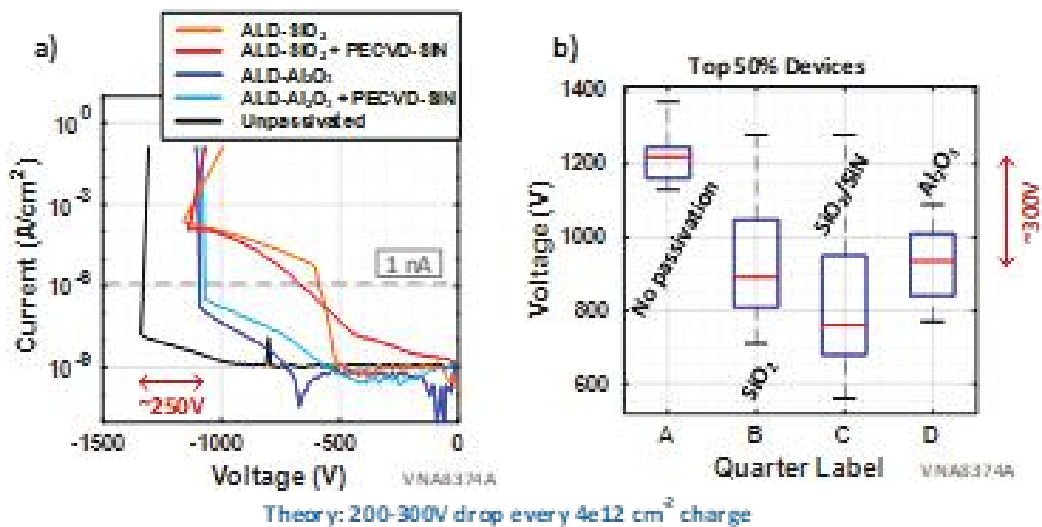 a)
ALD-SiO₂
ALD-SiO₂ + PECVD-SiN
ALD-Al₂O₃
ALD-Al₂O₃ + PECVD-SiN
Unpassivated
Current (A/cm²)
10⁰
10⁻³
10⁻⁶
10⁻⁹
1 nA
~250V
-1500
-1000
-500
0
Voltage (V)
VNA8374A
b)
Top 50% Devices
Voltage (V)
1400
1200
1000
800
600
No passivation
SiO₂
SiO₂/SiN
Al₂O₃
~300V
A
B
C
D
Quarter Label
VNA8374A
Theory: 200-300V drop every 4e12 cm⁻² charge